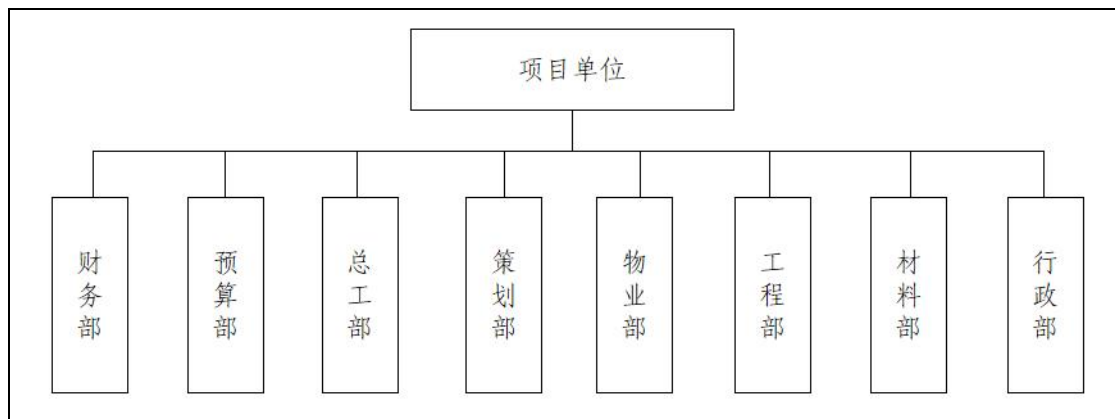 项目单位
财务部
预算部
总工部
策划部
物业部
工程部
材料部
行政部